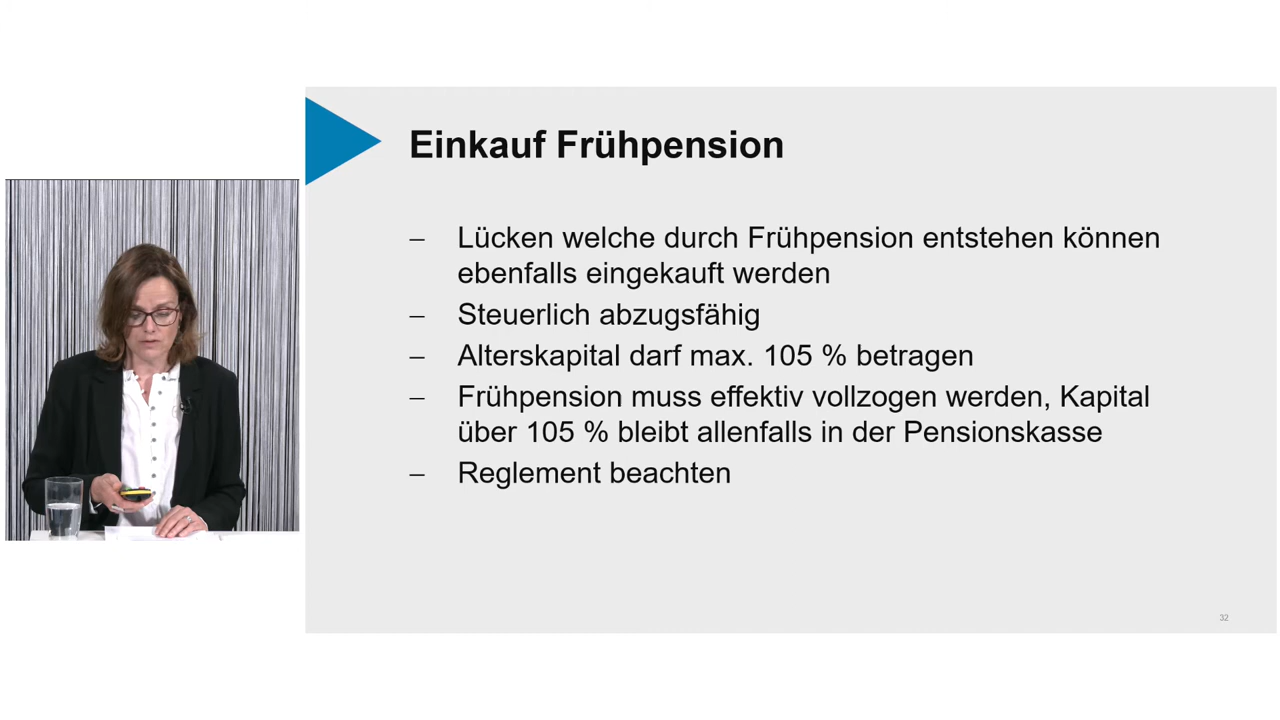 Einkauf Frühpension
– Lücken welche durch Frühpension entstehen können
ebenfalls eingekauft werden
– Steuerlich abzugsfähig
– Alterskapital darf max. 105 % betragen
– Frühpension muss effektiv vollzogen werden, Kapital
über 105 % bleibt allenfalls in der Pensionskasse
– Reglement beachten
32